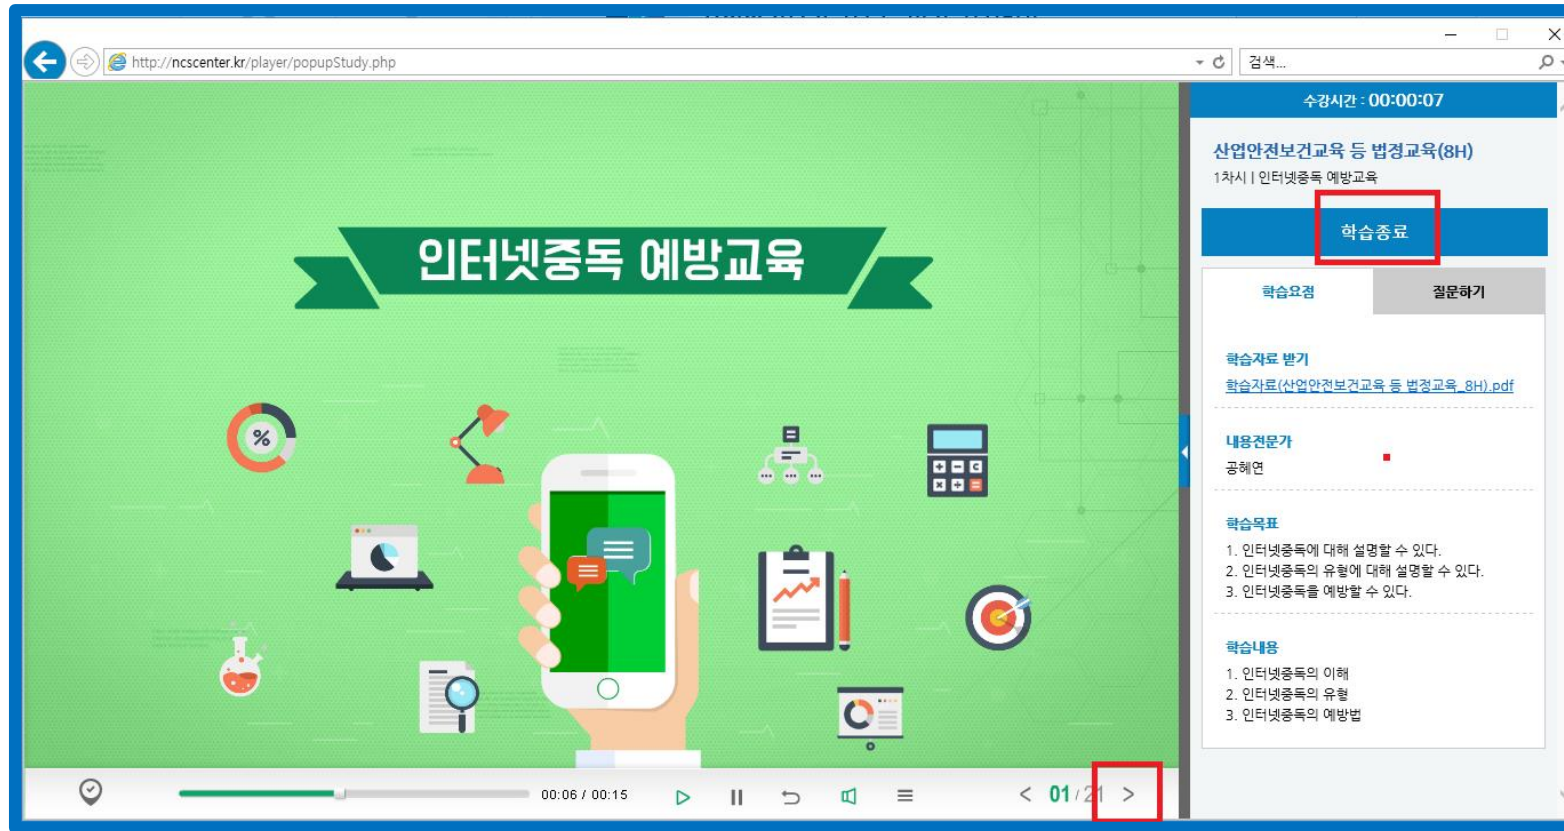 http://ncscenter.kr/player/popupStudy.php
검색...
수강시간 : 00:00:07
산업안전보건교육 등 법정교육(8H)
1차시 | 인터넷중독 예방교육
학습종료
학습요점
질문하기
학습자료 받기
학습자료(산업안전보건교육 등 법정교육_8H).pdf
내용전문가
공혜연
학습목표
1. 인터넷중독에 대해 설명할 수 있다.
2. 인터넷중독의 유형에 대해 설명할 수 있다.
3. 인터넷중독을 예방할 수 있다.
학습내용
1. 인터넷중독의 이해
2. 인터넷중독의 유형
3. 인터넷중독의 예방법
인터넷중독 예방교육
%
00:06 / 00:15
< 01 / 21 >